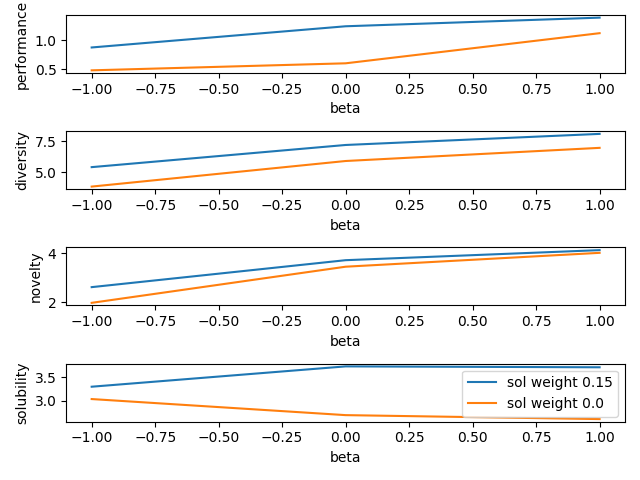 performance
1.0
0.5
−1.00 −0.75 −0.50 −0.25 0.00 0.25 0.50 0.75 1.00
beta
diversity
7.5
5.0
−1.00 −0.75 −0.50 −0.25 0.00 0.25 0.50 0.75 1.00
beta
novelty
4
2
−1.00 −0.75 −0.50 −0.25 0.00 0.25 0.50 0.75 1.00
beta
solubility
3.5
3.0
sol weight 0.15
sol weight 0.0
−1.00 −0.75 −0.50 −0.25 0.00 0.25 0.50 0.75 1.00
beta